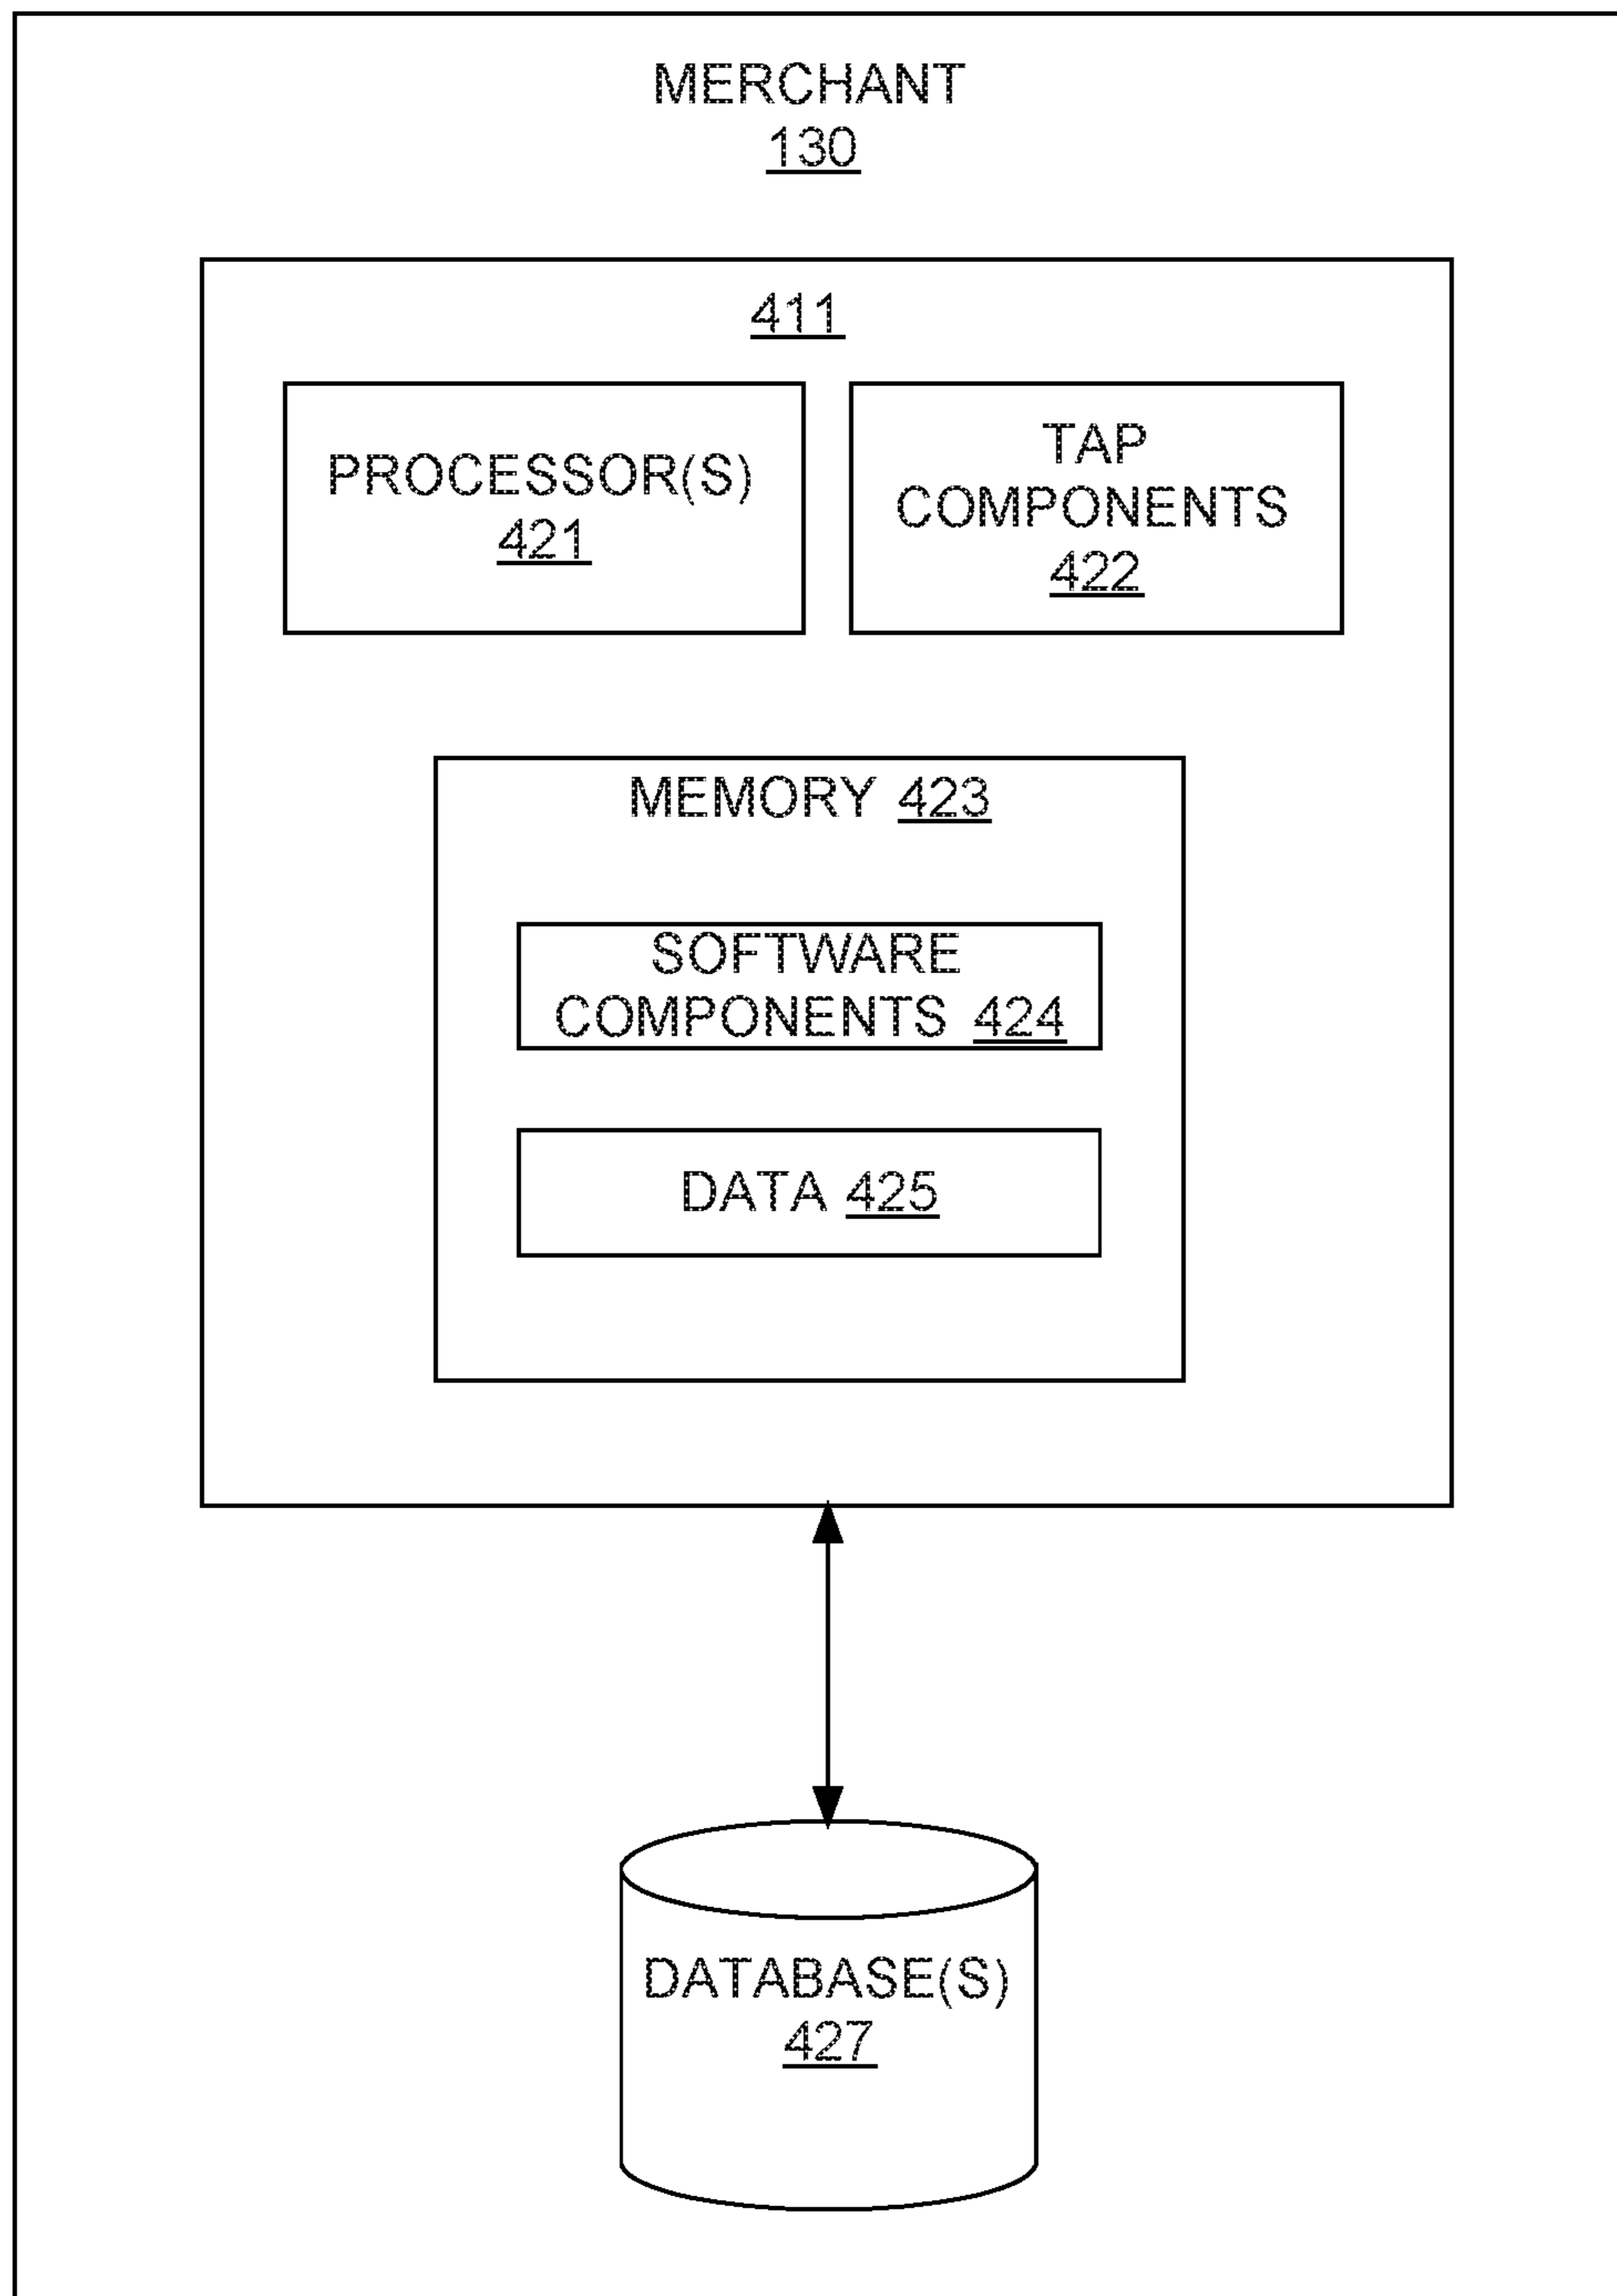 MERCHANT
130
411
PROCESSOR(S)
421
TAP
COMPONENTS
422
MEMORY 423
SOFTWARE
COMPONENTS 424
DATA 425
DATABASE(S)
427